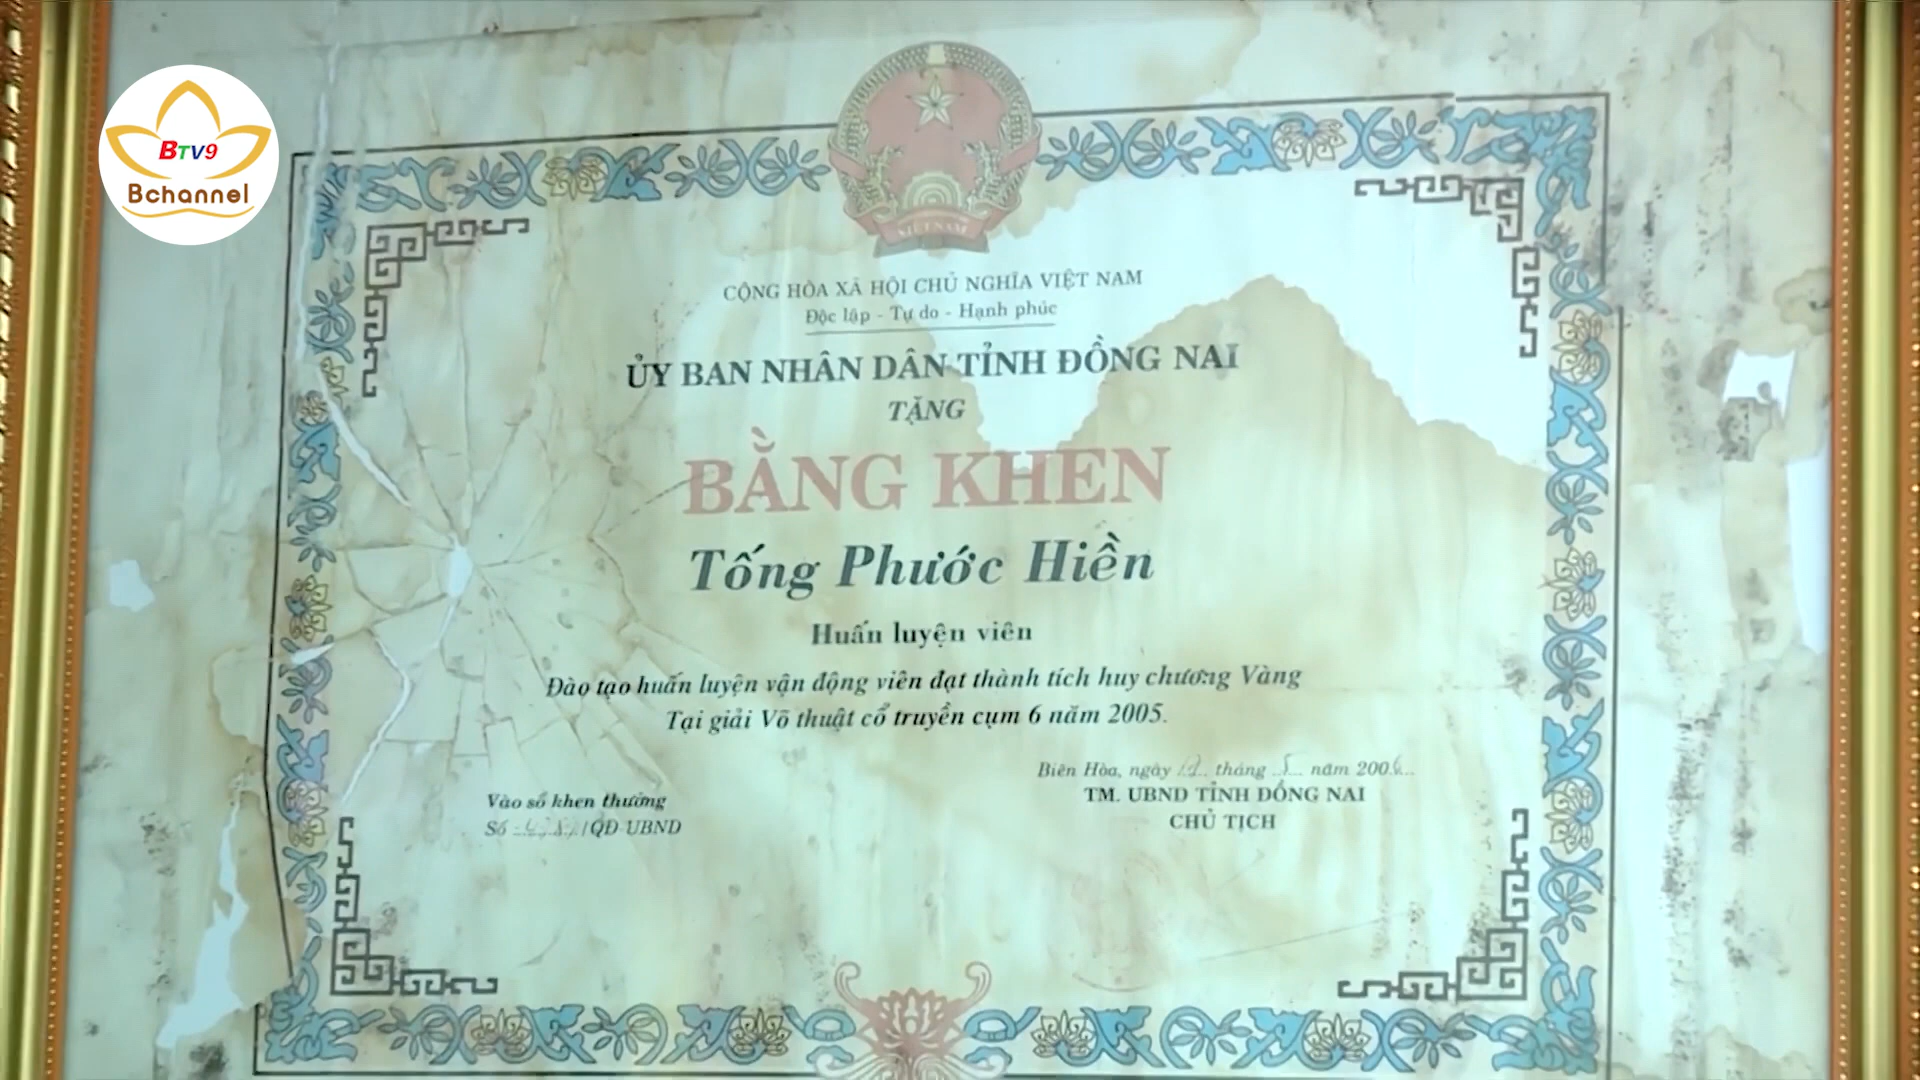 BTV9
Bchannel
VIỆT NAM
CỘNG HÒA XÃ HỘI CHỦ NGHĨA VIỆT NAM
Độc lập - Tự do - Hạnh phúc
ỦY BAN NHÂN DÂN TỈNH ĐỒNG NAI
TẶNG
BẰNG KHEN
Tống Phước Hiền
Huấn luyện viên
Đào tạo huấn luyện vận động viên đạt thành tích huy chương Vàng
Tại giải Võ thuật cổ truyền cụm 6 năm 2005.
Biên Hòa, ngày tháng năm 200
TM. UBND TỈNH ĐỒNG NAI
CHỦ TỊCH
Vào sổ khen thưởng
Số /QĐ-UBND